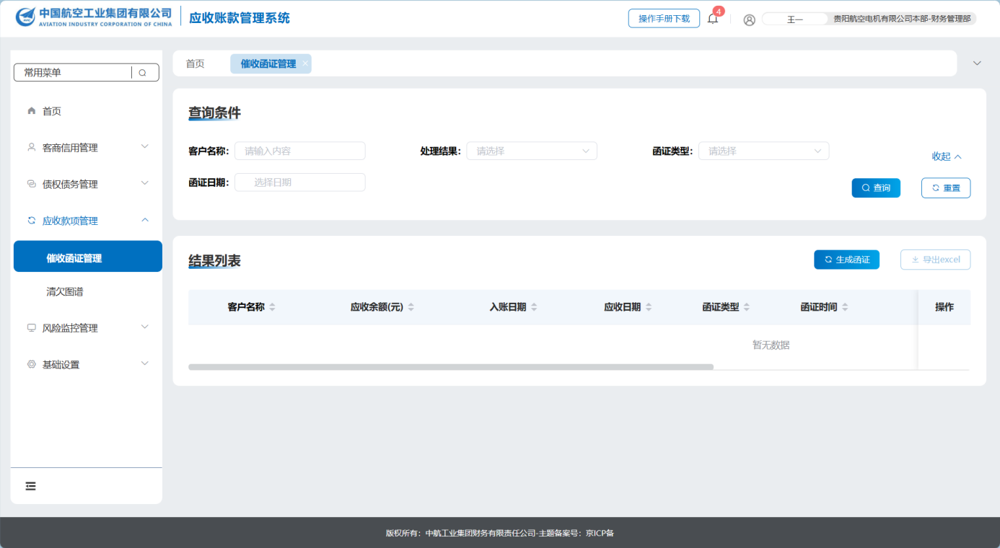 中国航空工业集团有限公司
AVIATION INDUSTRY CORPORATION OF CHINA
应收账款管理系统
操作手册下载
4
王一
贵阳航空电机有限公司本部-财务管理部
常用菜单
首页
客商信用管理
债权债务管理
应收款项管理
催收函证管理
清欠图谱
风险监控管理
基础设置
首页
催收函证管理
查询条件
客户名称：
请输入内容
处理结果：
请选择
函证类型：
请选择
收起
函证日期：
选择日期
查询
重置
结果列表
生成函证
导出excel
客户名称
应收余额(元)
入账日期
应收日期
函证类型
函证时间
操作
暂无数据
版权所有：中航工业集团财务有限责任公司-主题备案号：京ICP备